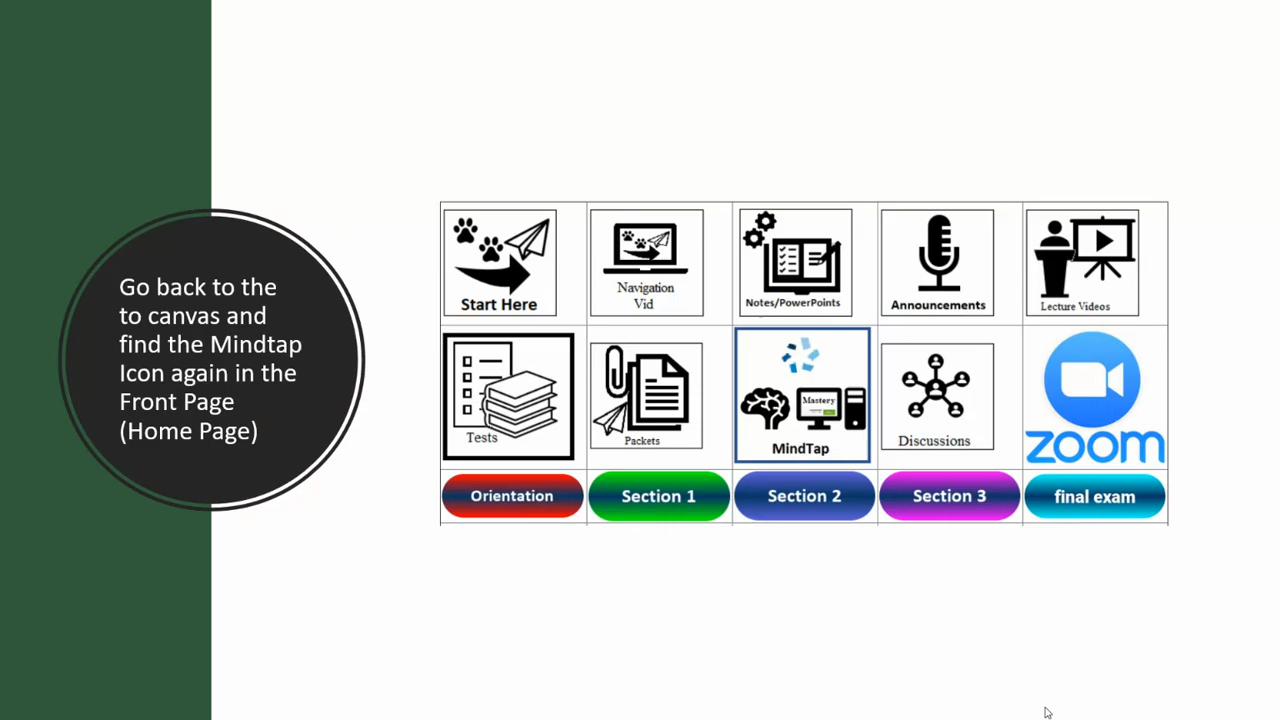 Go back to the
to canvas and
find the Mindtap
Icon again in the
Front Page
(Home Page)
Start Here
Navigation
Vid
Notes/PowerPoints
Announcements
Lecture Videos
Tests
Packets
Mastery
MindTap
Discussions
zoom
Orientation
Section 1
Section 2
Section 3
final exam